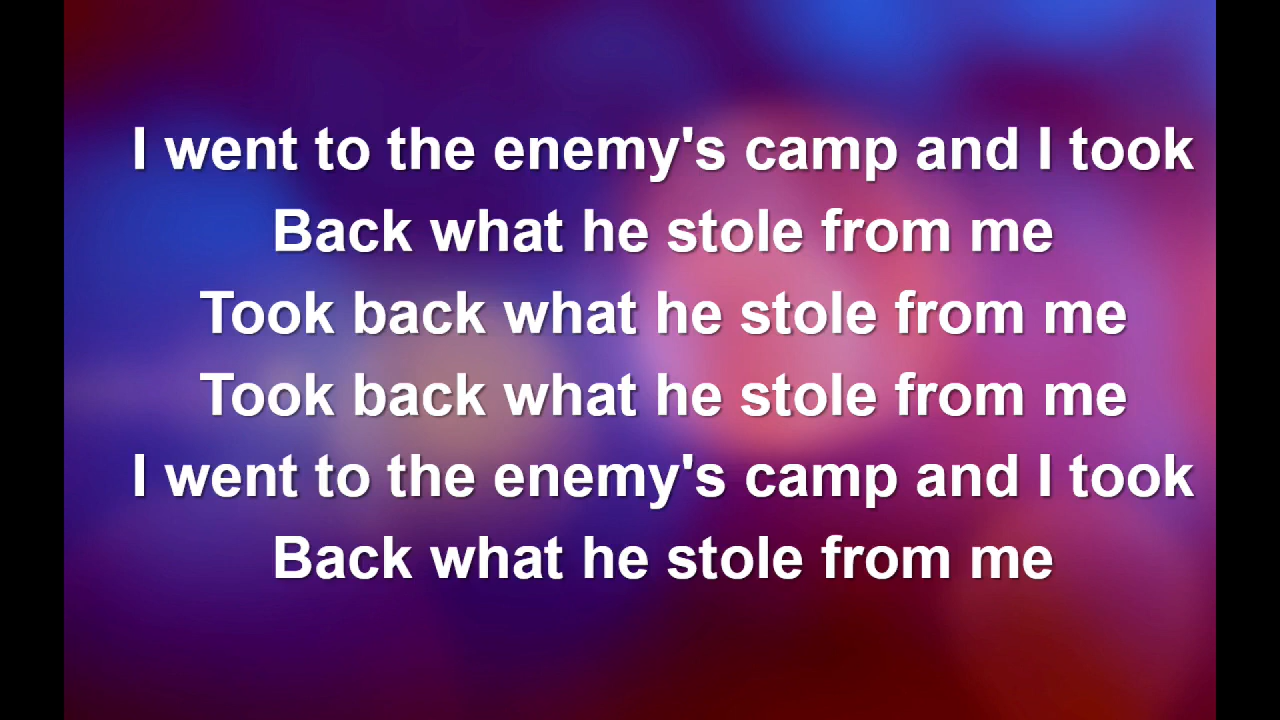 I went to the enemy's camp and I took
Back what he stole from me
Took back what he stole from me
Took back what he stole from me
I went to the enemy's camp and I took
Back what he stole from me